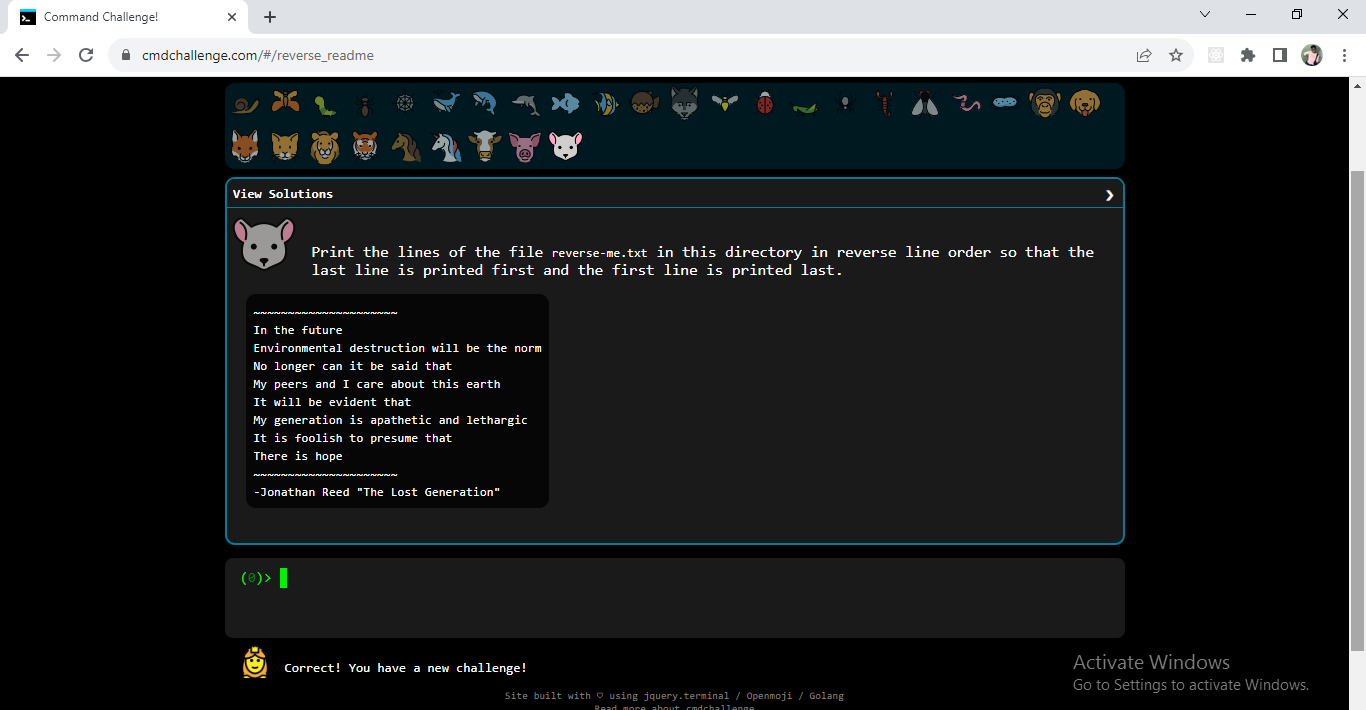 Command Challenge!
cmdchallenge.com/#/reverse_readme
View Solutions
Print the lines of the file reverse-me.txt in this directory in reverse line order so that the
last line is printed first and the first line is printed last.
~~~~~~~~~~~~~~~~~~~~~
In the future
Environmental destruction will be the norm
No longer can it be said that
My peers and I care about this earth
It will be evident that
My generation is apathetic and lethargic
It is foolish to presume that
There is hope
~~~~~~~~~~~~~~~~~~~~~
-Jonathan Reed "The Lost Generation"
(0)>
Correct! You have a new challenge!
Activate Windows
Go to Settings to activate Windows.
Site built with ♡ using jquery.terminal / Openmoji / Golang
Read more about cmdchallenge